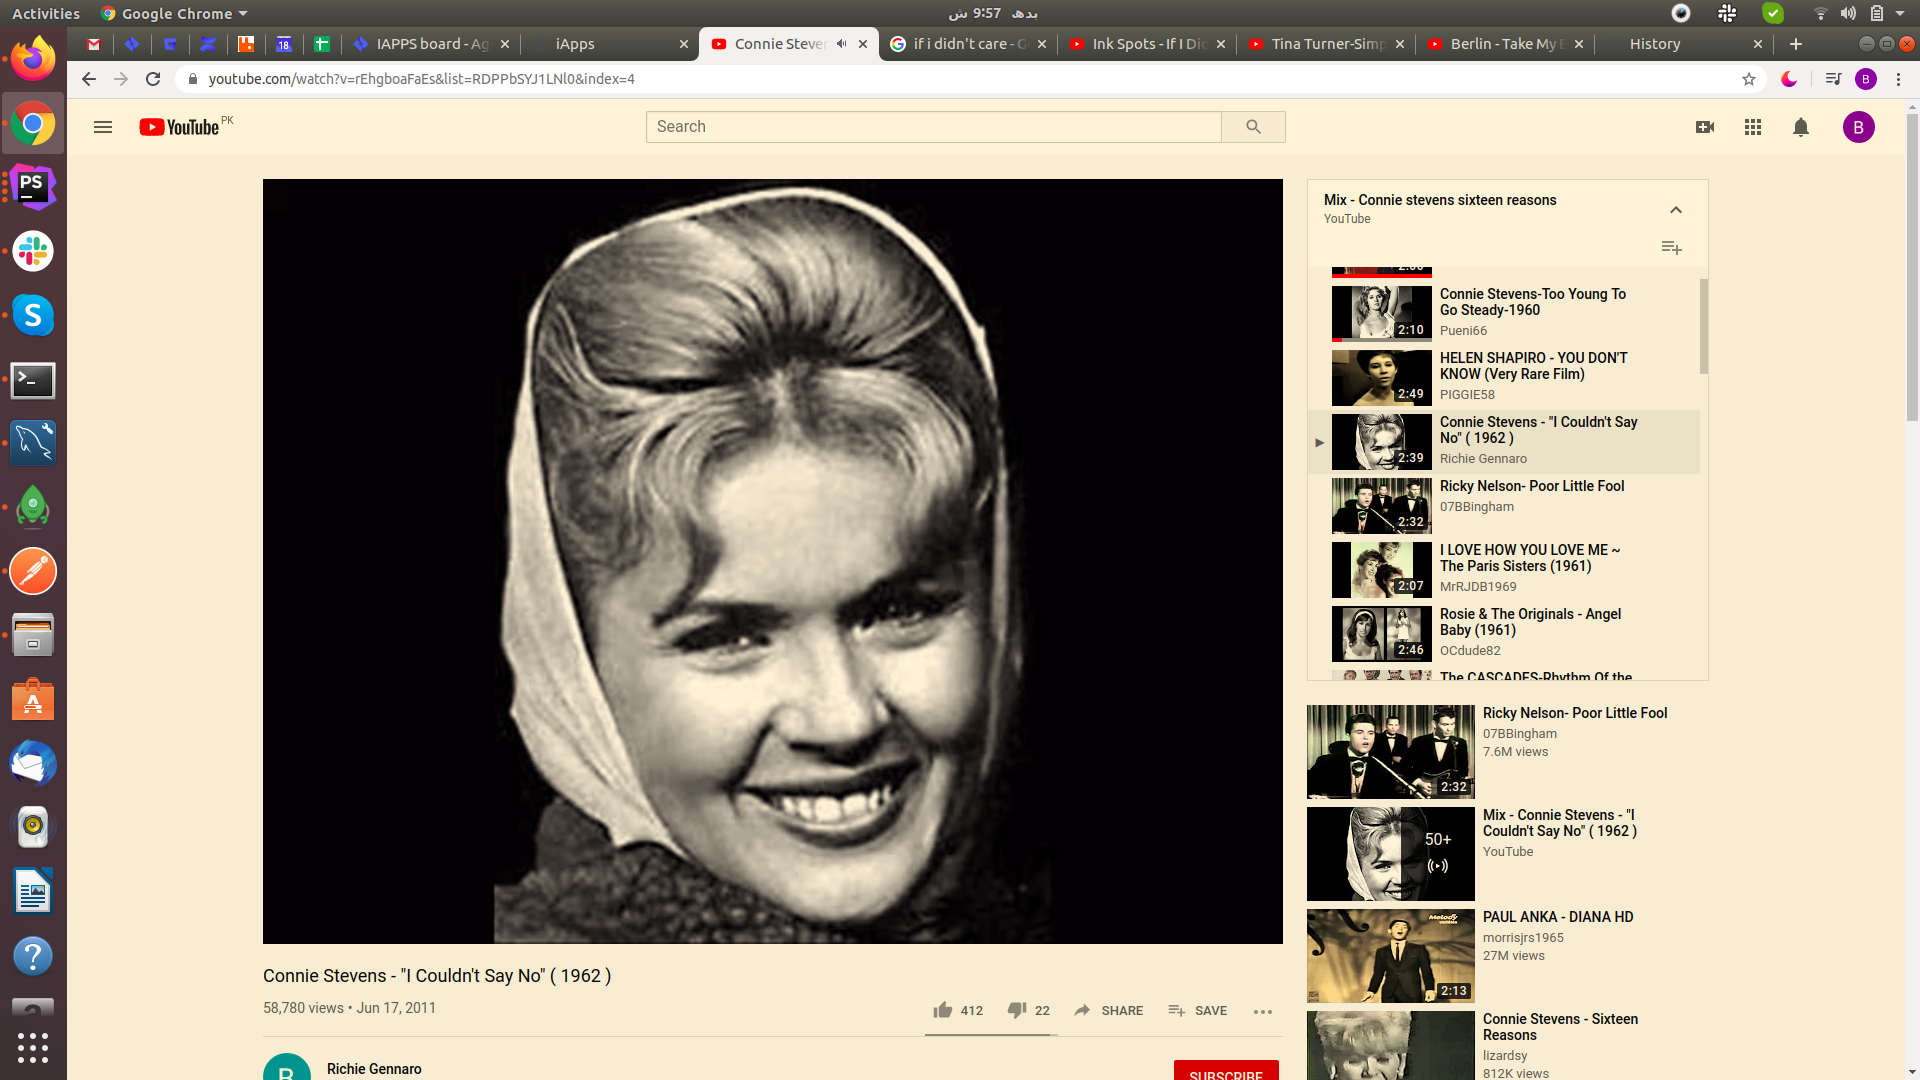 Activities
Google Chrome
بدھ 9:57 ش
18
IAPPS board - Ag
iApps
Connie Steven
if i didn't care - G
Ink Spots - If I Di
Tina Turner-Simp
Berlin - Take My B
History
youtube.com/watch?v=rEhgboaFaEs&list=RDPPbSYJ1LNl0&index=4
B
YouTube PK
Search
B
PS
S
Mix - Connie stevens sixteen reasons
YouTube
Connie Stevens-Too Young To
Go Steady-1960
Pueni66
2:10
HELEN SHAPIRO - YOU DON'T
KNOW (Very Rare Film)
PIGGIE58
2:49
Connie Stevens - "I Couldn't Say
No" ( 1962 )
Richie Gennaro
2:39
Ricky Nelson- Poor Little Fool
07BBingham
2:32
I LOVE HOW YOU LOVE ME ~
The Paris Sisters (1961)
MrRJDB1969
2:07
Rosie & The Originals - Angel
Baby (1961)
OCdude82
2:46
The CASCADES-Rhythm Of the
Ricky Nelson- Poor Little Fool
07BBingham
7.6M views
2:32
Mix - Connie Stevens - "I
Couldn't Say No" ( 1962 )
YouTube
50+
PAUL ANKA - DIANA HD
morrisjrs1965
27M views
Melody
2:13
Connie Stevens - Sixteen
Reasons
lizardsy
812K views
Connie Stevens - "I Couldn't Say No" ( 1962 )
58,780 views • Jun 17, 2011
412
22
SHARE
SAVE
R
Richie Gennaro
SUBSCRIBE